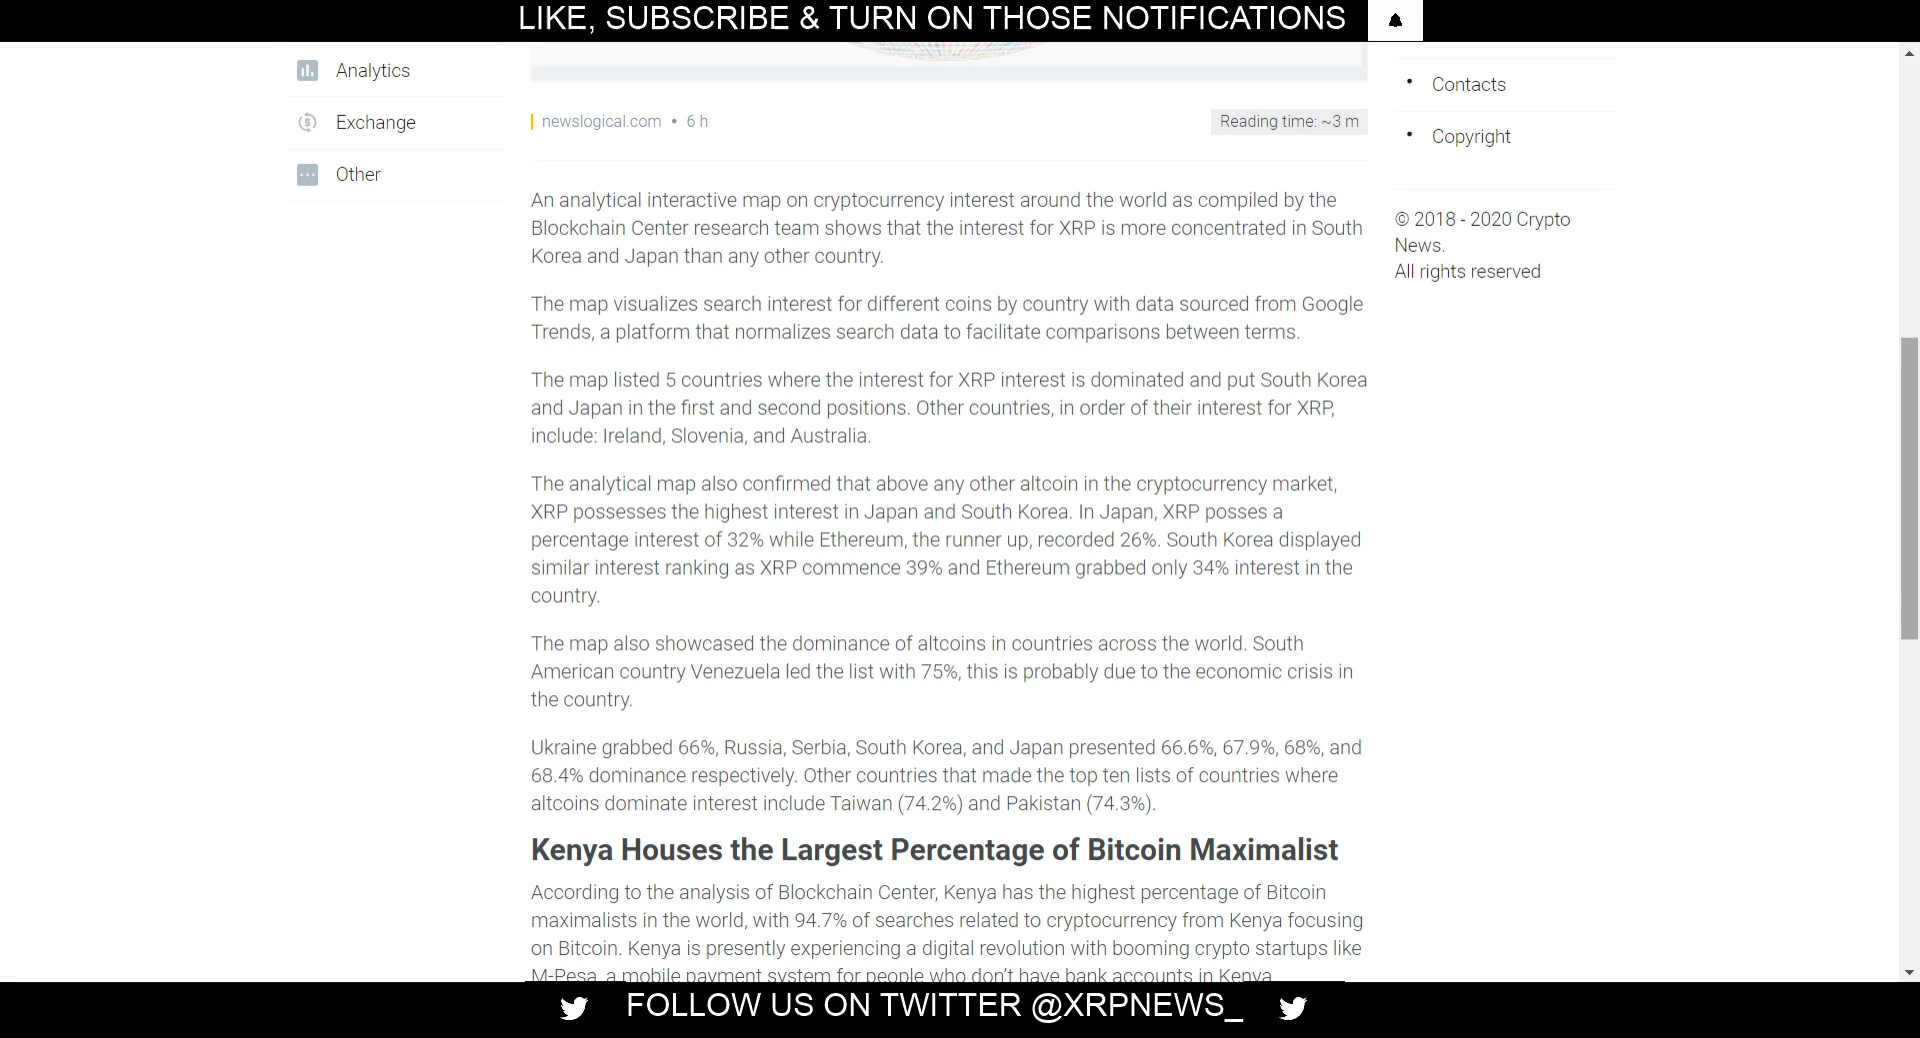 LIKE, SUBSCRIBE & TURN ON THOSE NOTIFICATIONS
Analytics
Exchange
Other
newslogical.com • 6 h
Reading time: ~3 m
An analytical interactive map on cryptocurrency interest around the world as compiled by the
Blockchain Center research team shows that the interest for XRP is more concentrated in South
Korea and Japan than any other country.
The map visualizes search interest for different coins by country with data sourced from Google
Trends, a platform that normalizes search data to facilitate comparisons between terms.
The map listed 5 countries where the interest for XRP interest is dominated and put South Korea
and Japan in the first and second positions. Other countries, in order of their interest for XRP,
include: Ireland, Slovenia, and Australia.
The analytical map also confirmed that above any other altcoin in the cryptocurrency market,
XRP possesses the highest interest in Japan and South Korea. In Japan, XRP posses a
percentage interest of 32% while Ethereum, the runner up, recorded 26%. South Korea displayed
similar interest ranking as XRP commence 39% and Ethereum grabbed only 34% interest in the
country.
The map also showcased the dominance of altcoins in countries across the world. South
American country Venezuela led the list with 75%, this is probably due to the economic crisis in
the country.
Ukraine grabbed 66%, Russia, Serbia, South Korea, and Japan presented 66.6%, 67.9%, 68%, and
68.4% dominance respectively. Other countries that made the top ten lists of countries where
altcoins dominate interest include Taiwan (74.2%) and Pakistan (74.3%).
Kenya Houses the Largest Percentage of Bitcoin Maximalist
According to the analysis of Blockchain Center, Kenya has the highest percentage of Bitcoin
maximalists in the world, with 94.7% of searches related to cryptocurrency from Kenya focusing
on Bitcoin. Kenya is presently experiencing a digital revolution with booming crypto startups like
M-Pesa, a mobile payment system for people who don't have bank accounts in Kenya
• Contacts
• Copyright
© 2018 - 2020 Crypto
News.
All rights reserved
FOLLOW US ON TWITTER @XRPNEWS_